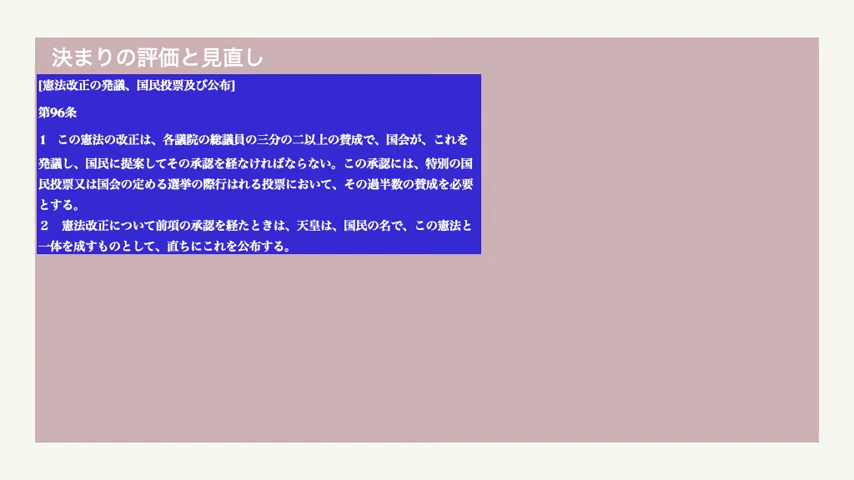 決まりの評価と見直し
[憲法改正の発議、国民投票及び公布]
第96条
1　この憲法の改正は、各議院の総議員の三分の二以上の賛成で、国会が、これを
発議し、国民に提案してその承認を経なければならない。この承認には、特別の国
民投票又は国会の定める選挙の際行はれる投票において、その過半数の賛成を必要
とする。
2　憲法改正について前項の承認を経たときは、天皇は、国民の名で、この憲法と
一体を成すものとして、直ちにこれを公布する。